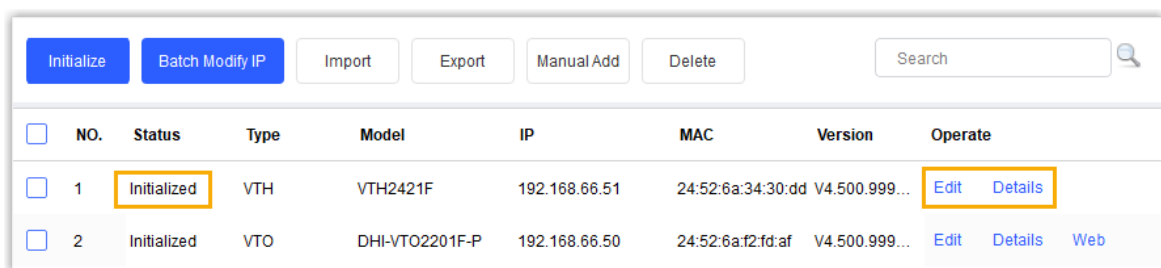 Initialize Batch Modify IP Import Export Manual Add Delete Search
NO. Status Type Model IP MAC Version Operate
1 Initialized VTH VTH2421F 192.168.66.51 24:52:6a:34:30:dd V4.500.999... Edit Details
2 Initialized VTO DHI-VTO2201F-P 192.168.66.50 24:52:6a:f2:fd:af V4.500.999... Edit Details Web